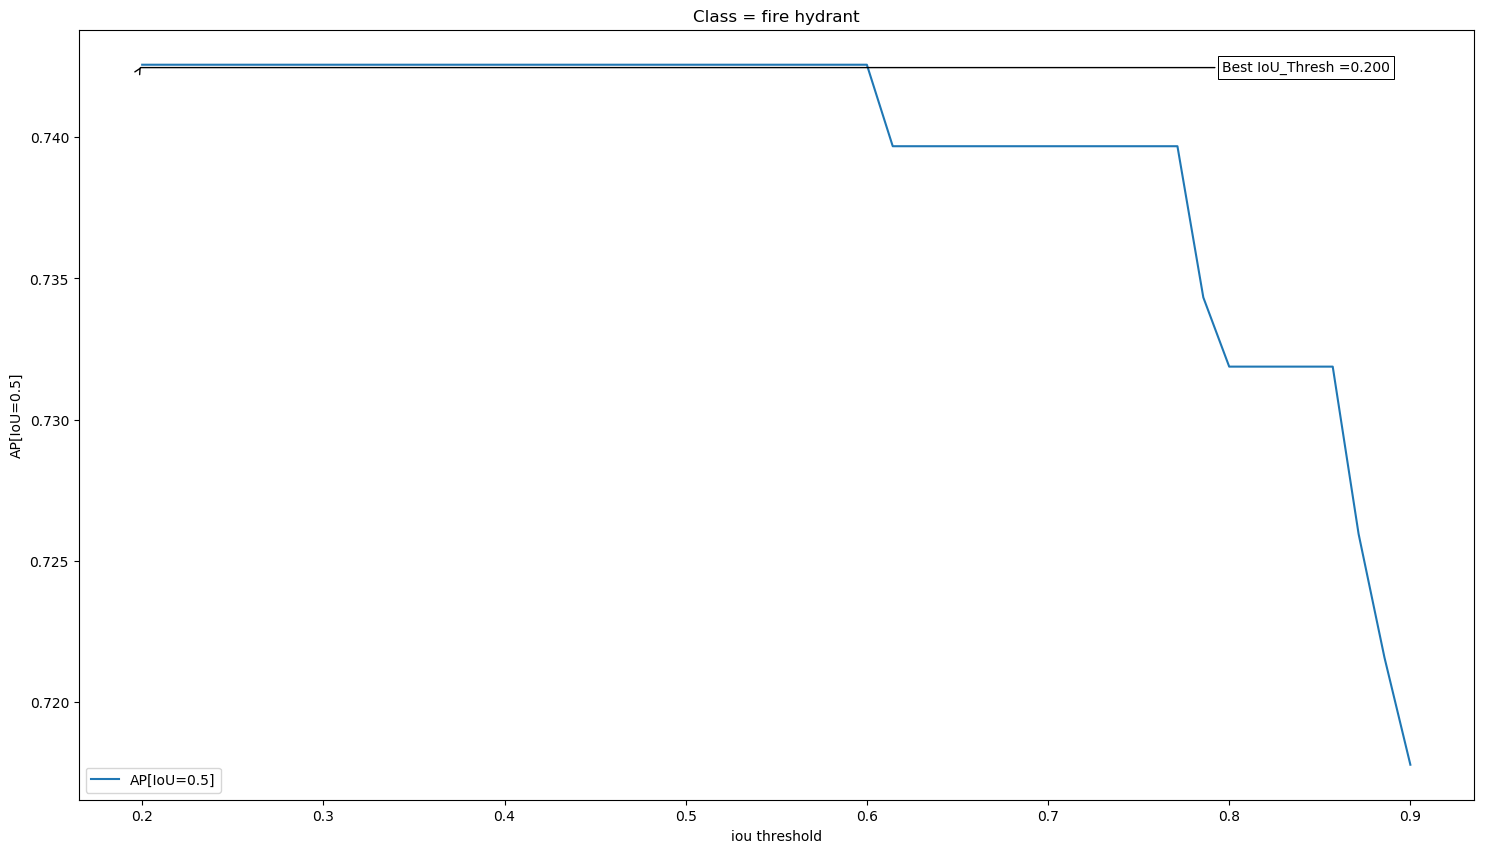 Class = fire hydrant
Best IoU_Thresh =0.200
0.740
0.735
0.730
0.725
0.720
AP[IoU=0.5]
AP[IoU=0.5]
0.2 0.3 0.4 0.5 0.6 0.7 0.8 0.9
iou threshold